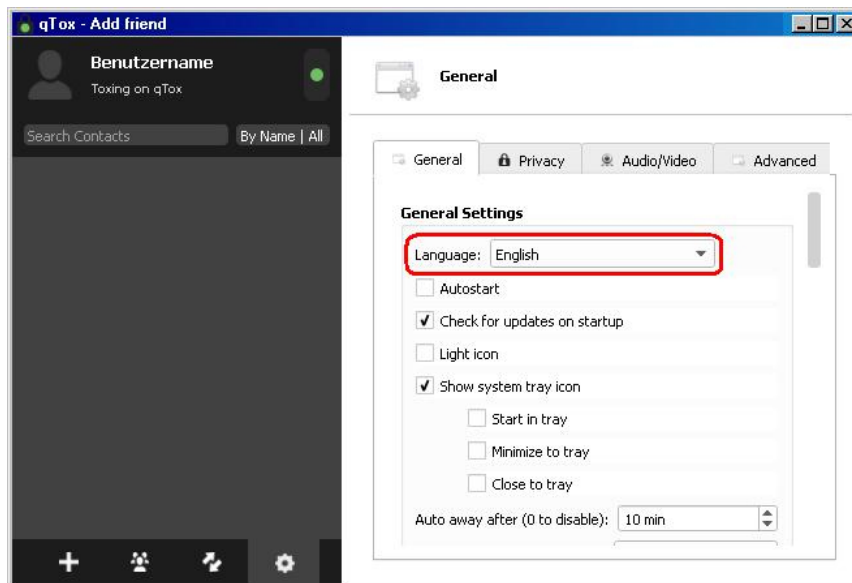 qTox - Add friend
Benutzername
Toxing on qTox
Search Contacts
By Name | All
General
General
Privacy
Audio/Video
Advanced
General Settings
Language: English
Autostart
Check for updates on startup
Light icon
Show system tray icon
Start in tray
Minimize to tray
Close to tray
Auto away after (0 to disable): 10 min